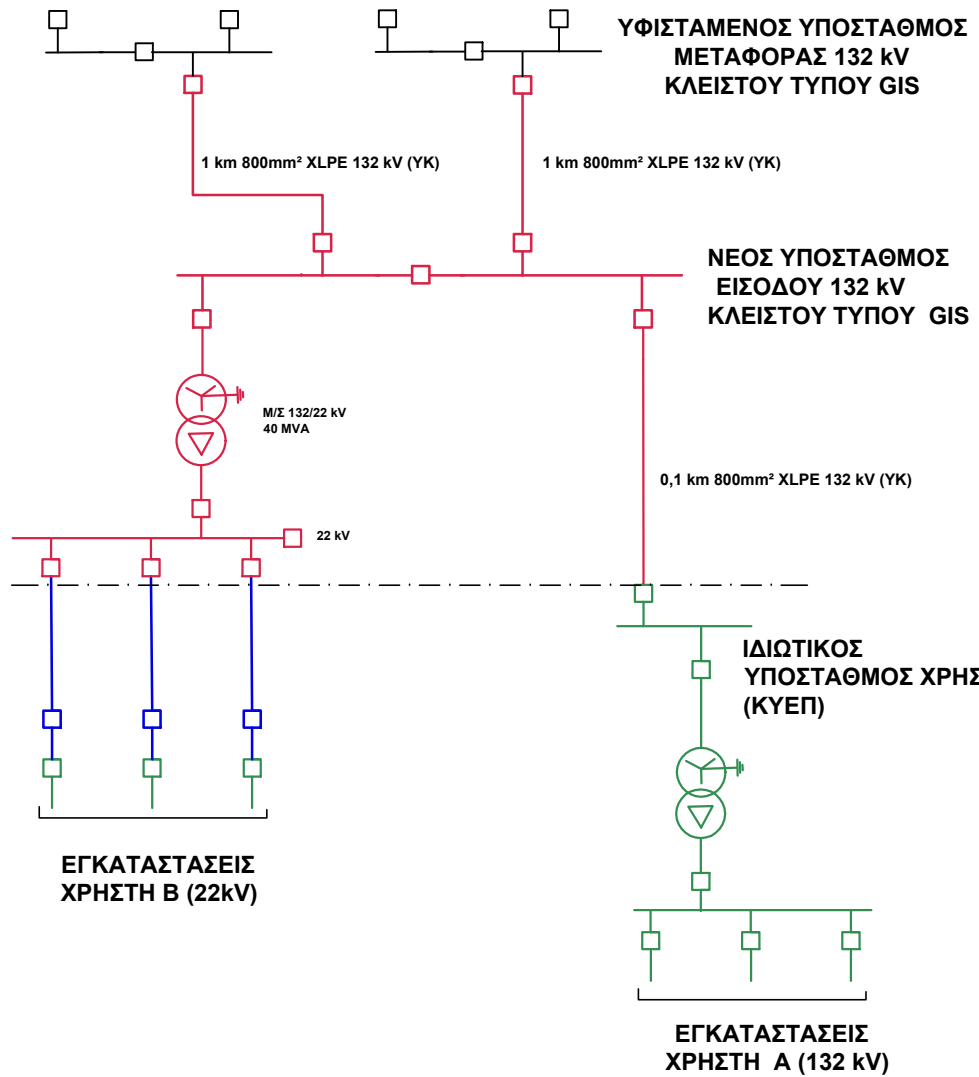 ΥΦΙΣΤΑΜΕΝΟΣ ΥΠΟΣΤΑΘΜΟΣ
ΜΕΤΑΦΟΡΑΣ 132 kV
ΚΛΕΙΣΤΟΥ ΤΥΠΟΥ GIS
1 km 800mm² XLPE 132 kV (ΥΚ)
1 km 800mm² XLPE 132 kV (ΥΚ)
ΝΕΟΣ ΥΠΟΣΤΑΘΜΟΣ
ΕΙΣΟΔΟΥ 132 kV
ΚΛΕΙΣΤΟΥ ΤΥΠΟΥ GIS
Μ/Σ 132/22 kV
40 MVA
0,1 km 800mm² XLPE 132 kV (ΥΚ)
22 kV
ΙΔΙΩΤΙΚΟΣ
ΥΠΟΣΤΑΘΜΟΣ ΧΡΗΣ
(ΚΥΕΠ)
ΕΓΚΑΤΑΣΤΑΣΕΙΣ
ΧΡΗΣΤΗ Β (22kV)
ΕΓΚΑΤΑΣΤΑΣΕΙΣ
ΧΡΗΣΤΗ Α (132 kV)